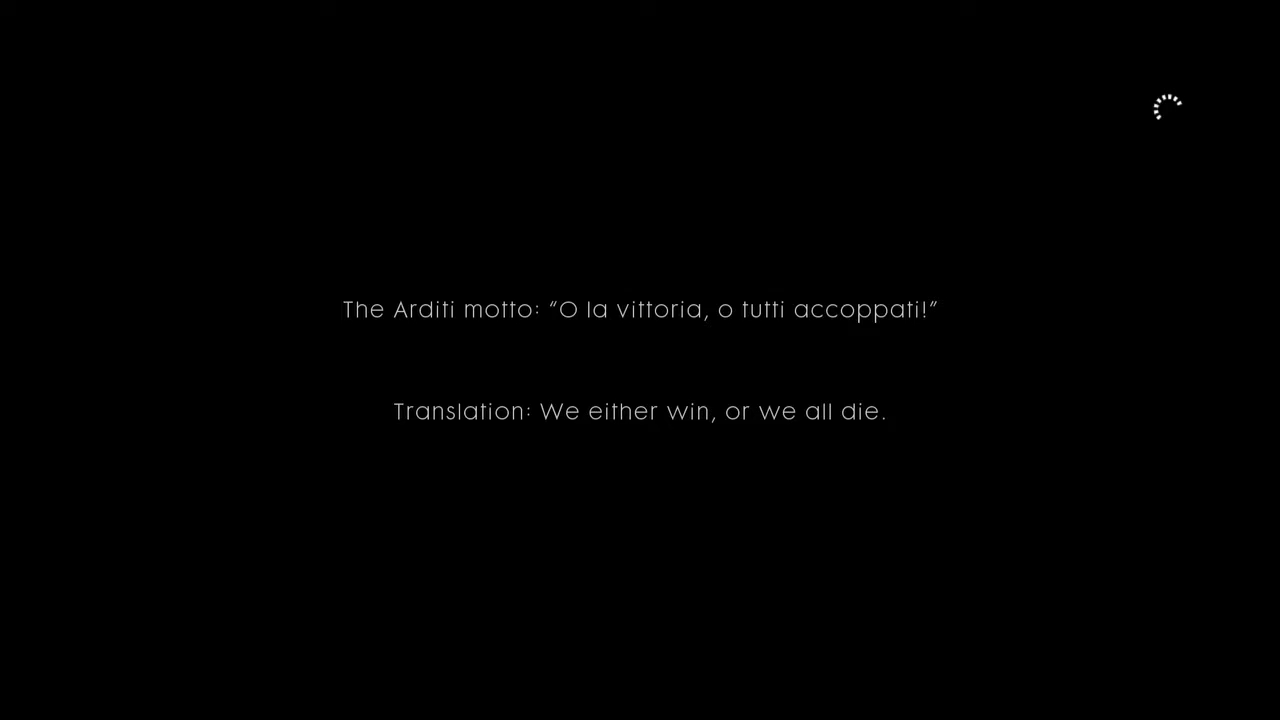 The Arditi motto: “O la vittoria, o tutti accoppati!”
Translation: We either win, or we all die.